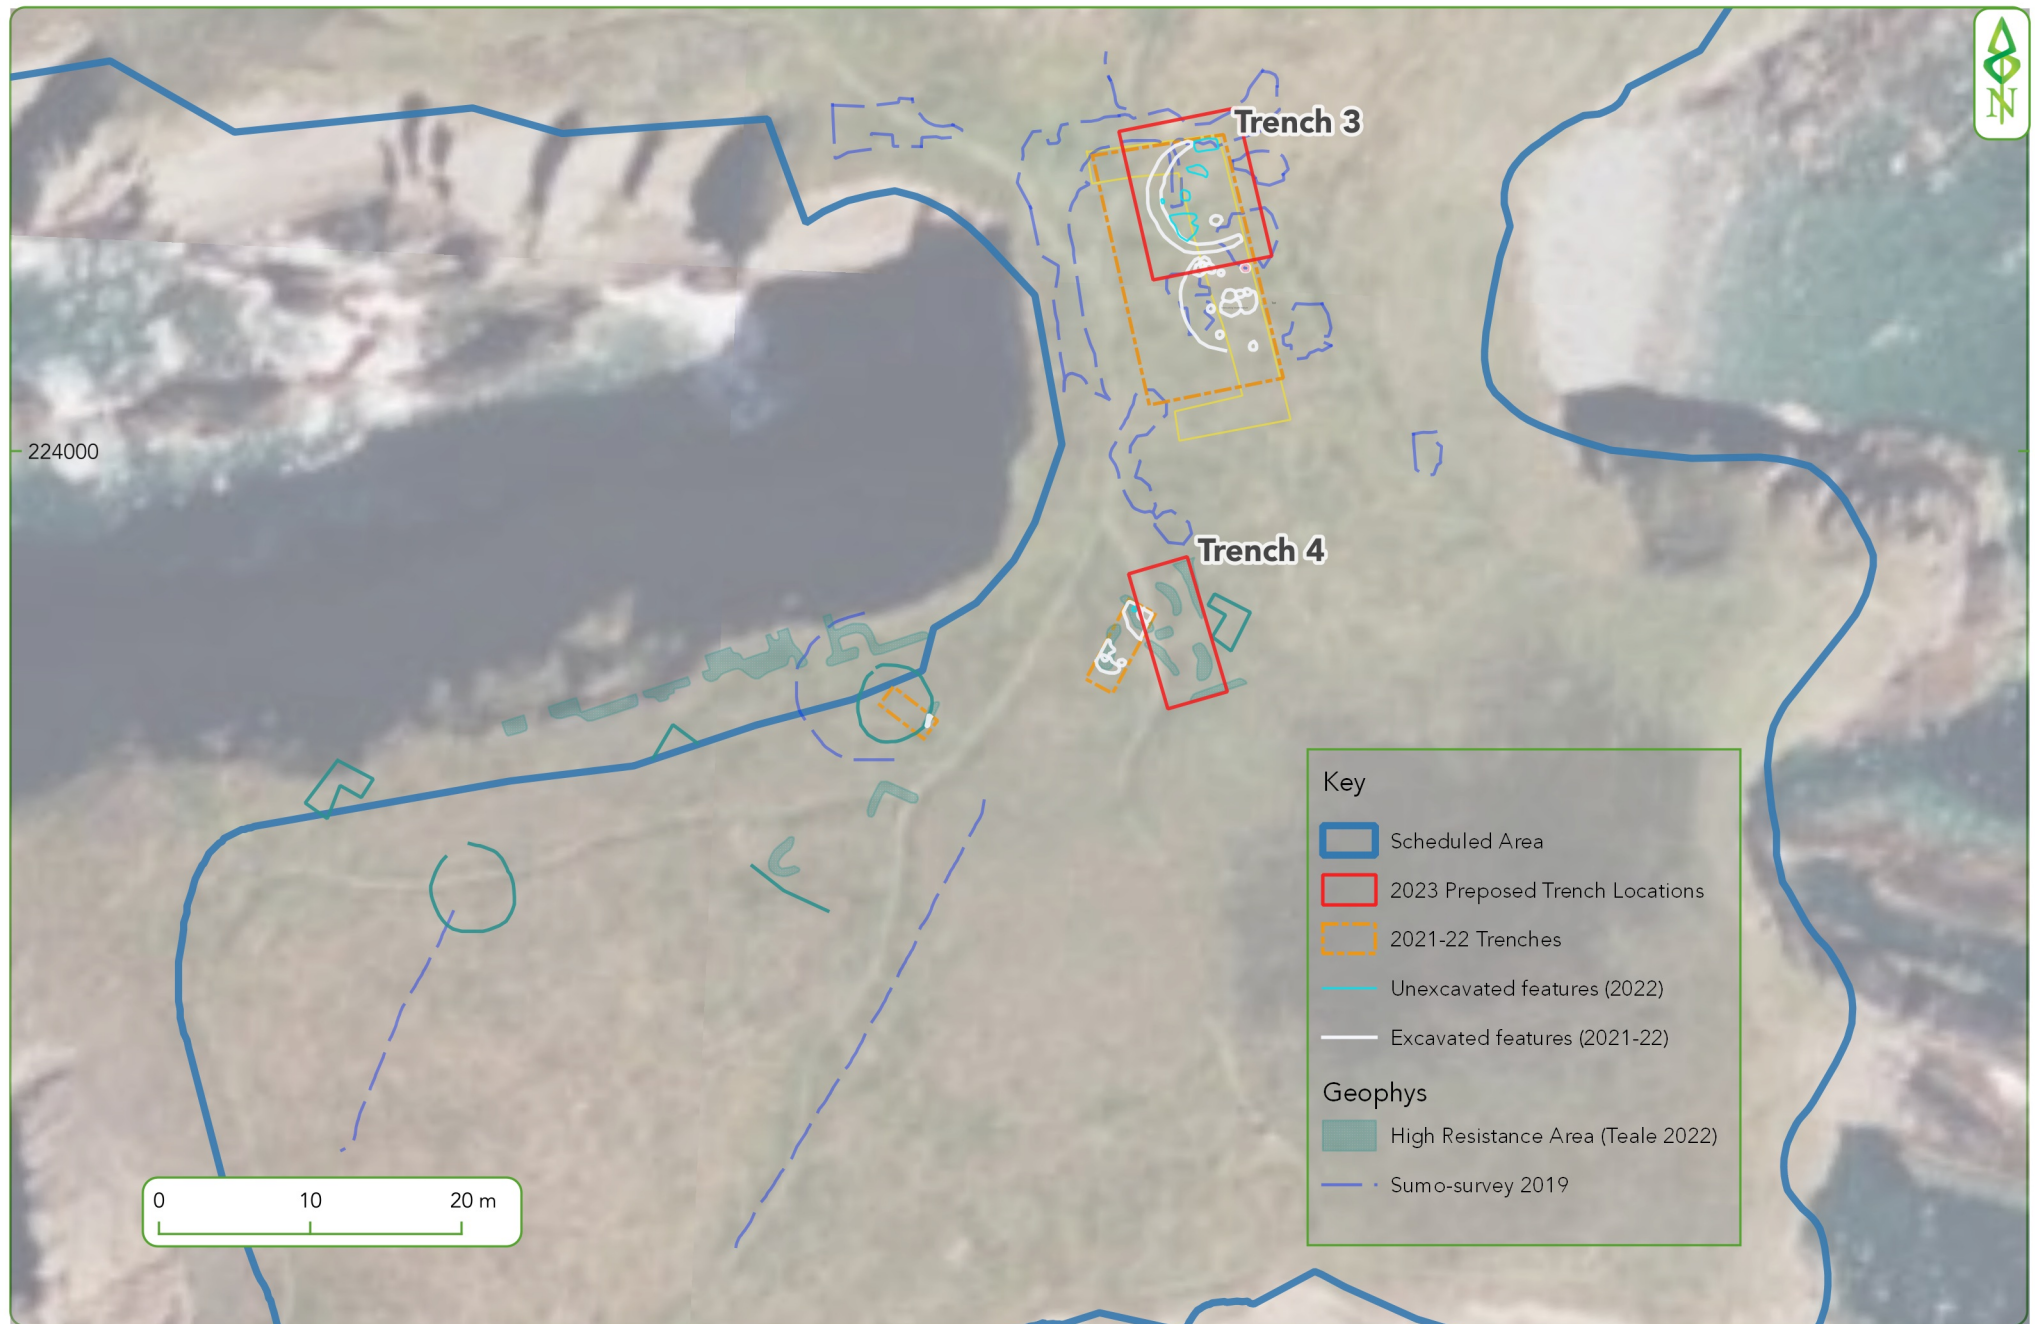 N
Trench 3
224000
Trench 4
Key
Scheduled Area
2023 Preposed Trench Locations
2021-22 Trenches
Unexcavated features (2022)
Excavated features (2021-22)
Geophys
High Resistance Area (Teale 2022)
Sumo-survey 2019
0 10 20 m